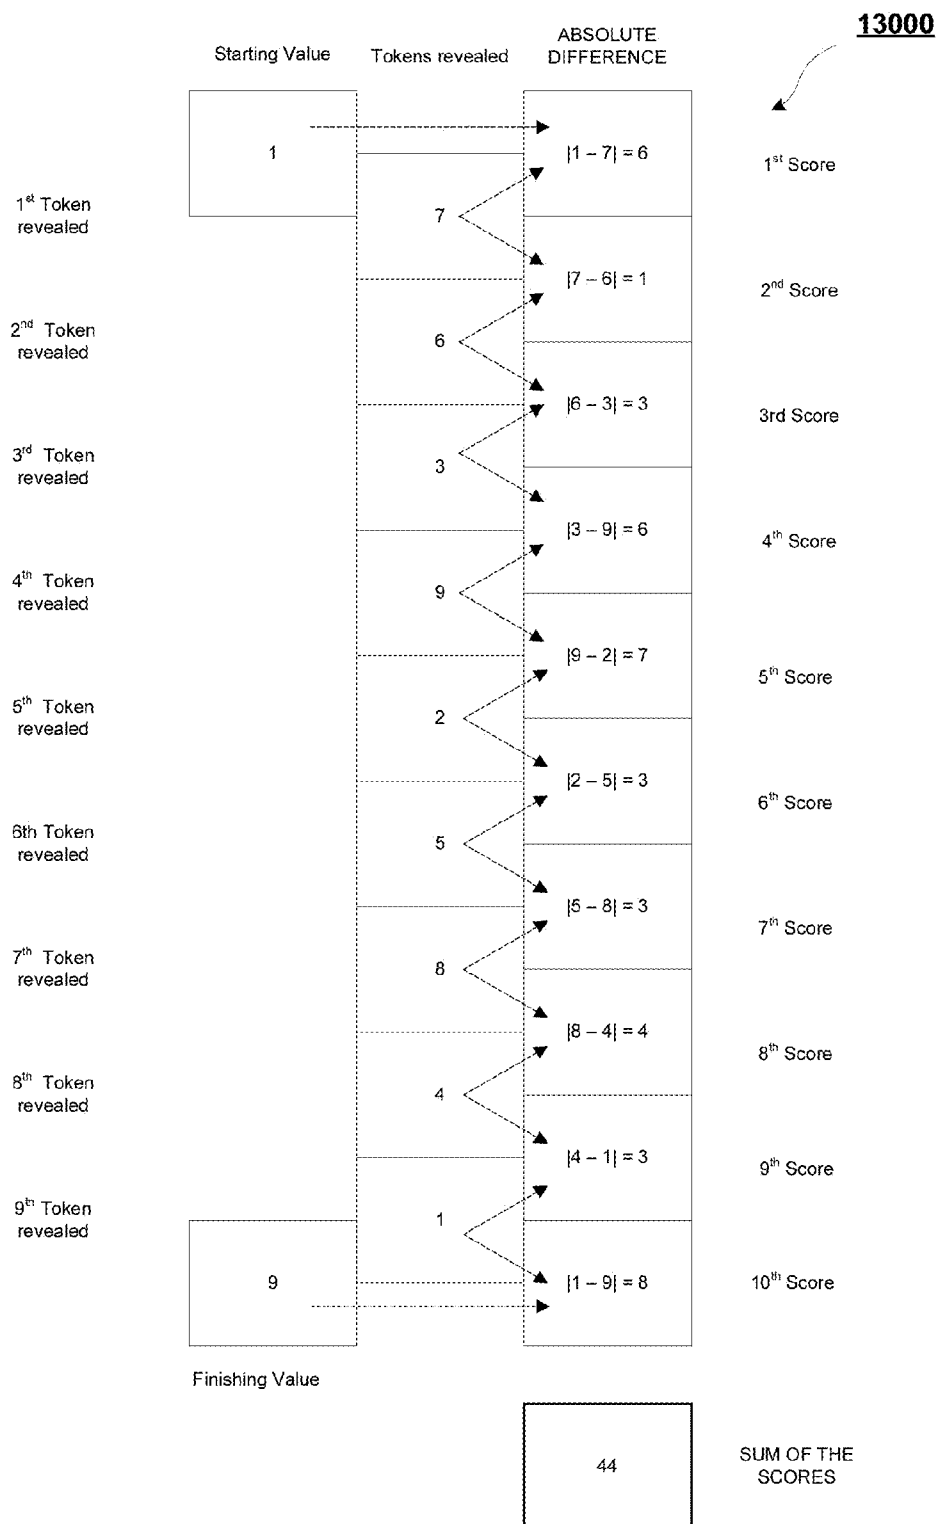 13000
ABSOLUTE
DIFFERENCE
Starting Value
Tokens revealed
1
|1 – 7| = 6
1st Score
1st Token
revealed
7
|7 – 6| = 1
2nd Score
2nd Token
revealed
6
|6 – 3| = 3
3rd Score
3rd Token
revealed
3
|3 – 9| = 6
4th Score
4th Token
revealed
9
|9 – 2| = 7
5th Score
5th Token
revealed
2
|2 – 5| = 3
6th Score
6th Token
revealed
5
|5 – 8| = 3
7th Score
7th Token
revealed
8
|8 – 4| = 4
8th Score
8th Token
revealed
4
|4 – 1| = 3
9th Score
9th Token
revealed
1
9
|1 – 9| = 8
10th Score
Finishing Value
44
SUM OF THE
SCORES